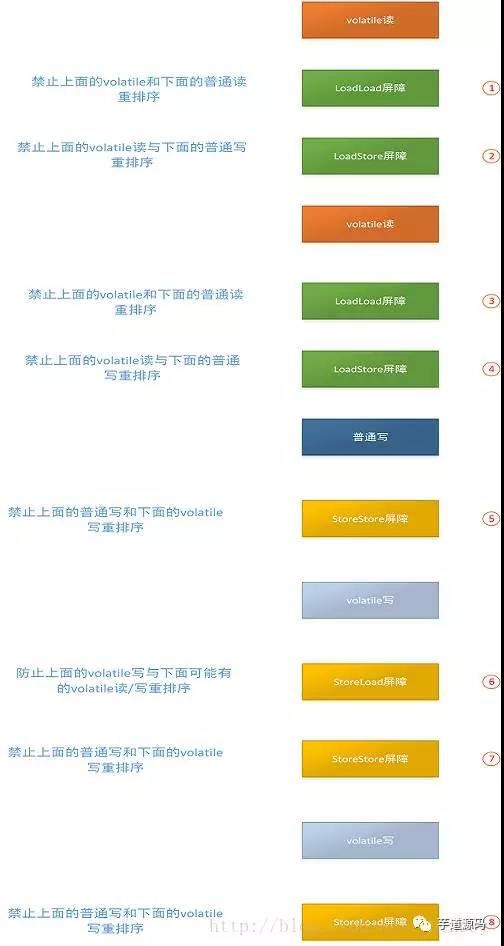 volatile读
禁止上面的volatile和下面的普通读
重排序
LoadLoad屏障
1
禁止上面的volatile读与下面的普通写
重排序
LoadStore屏障
2
volatile读
禁止上面的volatile和下面的普通读
重排序
LoadLoad屏障
3
禁止上面的volatile读与下面的普通
写重排序
LoadStore屏障
4
普通写
禁止上面的普通写和下面的volatile
写重排序
StoreStore屏障
5
volatile写
防止上面的volatile写与下面可能有
的volatile读/写重排序
StoreLoad屏障
6
禁止上面的普通写和下面的volatile
写重排序
StoreStore屏障
7
volatile写
禁止上面的普通写和下面的volatile
写重排序
StoreLoad屏障
8
http://blog
芋道源码